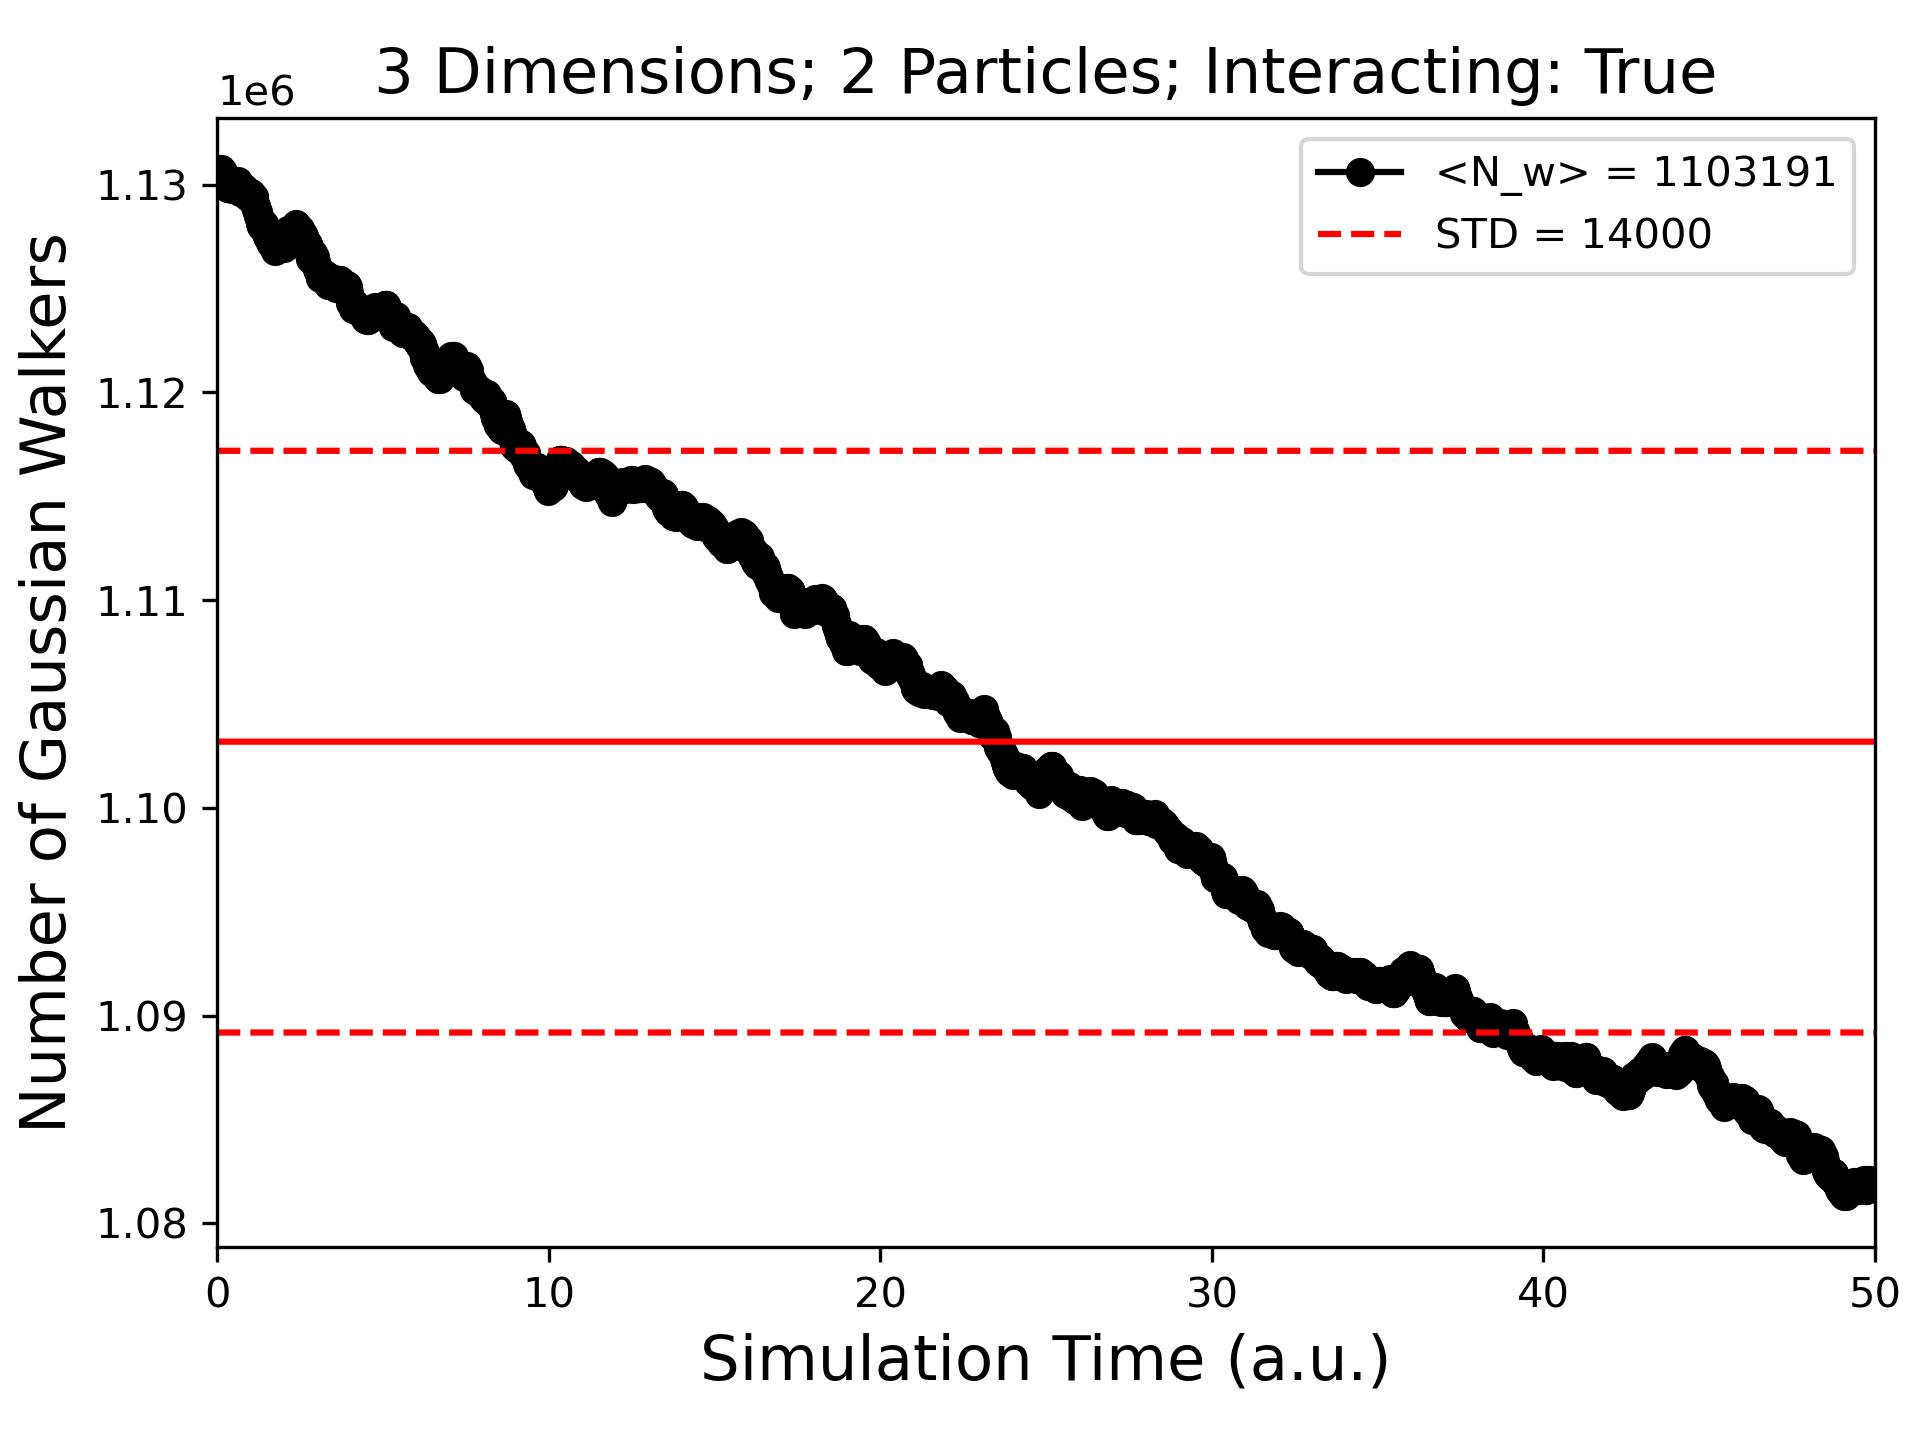 3 Dimensions; 2 Particles; Interacting: True
1e6
<N_w> = 1103191
STD = 14000
Number of Gaussian Walkers
1.13
1.12
1.11
1.10
1.09
1.08
0 10 20 30 40 50
Simulation Time (a.u.)